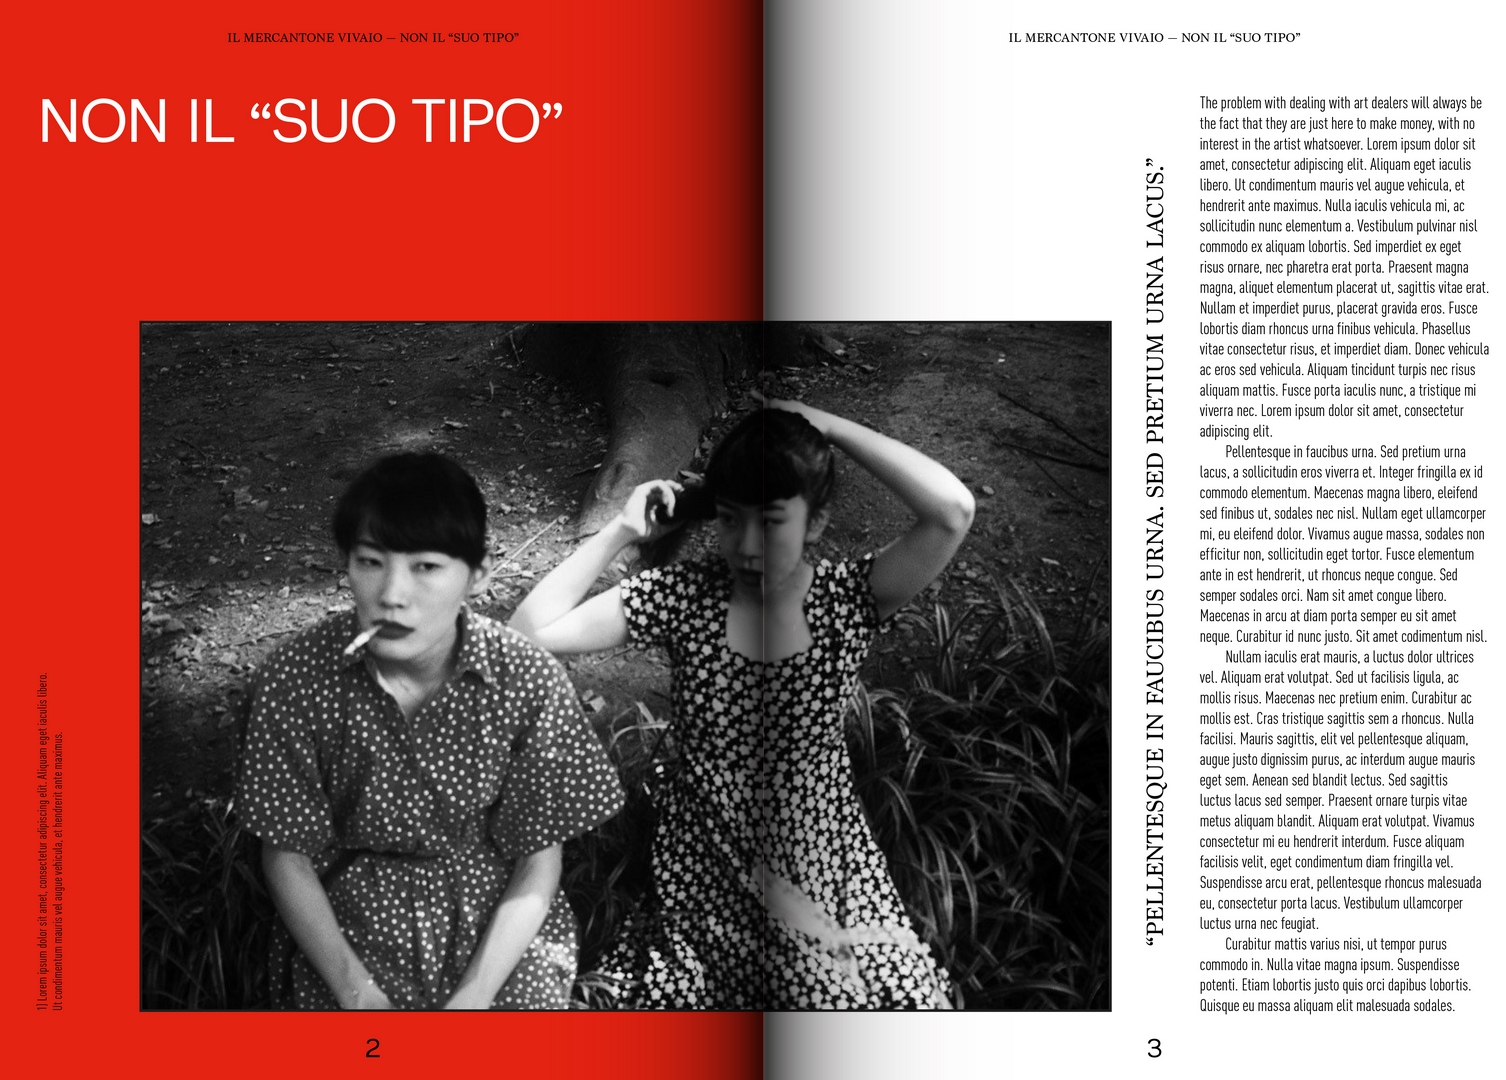 IL MERCANTONE VIVAIO — NON IL “SUO TIPO”
NON IL “SUO TIPO”
1) Lorem ipsum dolor sit amet, consectetur adipiscing elit. Aliquam eget iaculis libero.
Ut condimentum mauris vel augue vehicula, et hendrerit ante maximus.
2
IL MERCANTONE VIVAIO — NON IL “SUO TIPO”
“PELLENTESQUE IN FAUCIBUS URNA. SED PRETIUM URNA LACUS.”
The problem with dealing with art dealers will always be
the fact that they are just here to make money, with no
interest in the artist whatsoever. Lorem ipsum dolor sit
amet, consectetur adipiscing elit. Aliquam eget iaculis
libero. Ut condimentum mauris vel augue vehicula, et
hendrerit ante maximus. Nulla iaculis vehicula mi, ac
sollicitudin nunc elementum a. Vestibulum pulvinar nisl
commodo ex aliquam lobortis. Sed imperdiet ex eget
risus ornare, nec pharetra erat porta. Praesent magna
magna, aliquet elementum placerat ut, sagittis vitae erat.
Nullam et imperdiet purus, placerat gravida eros. Fusce
lobortis diam rhoncus urna finibus vehicula. Phasellus
vitae consectetur risus, et imperdiet diam. Donec vehicula
ac eros sed vehicula. Aliquam tincidunt turpis nec risus
aliquam mattis. Fusce porta iaculis nunc, a tristique mi
viverra nec. Lorem ipsum dolor sit amet, consectetur
adipiscing elit.
Pellentesque in faucibus urna. Sed pretium urna
lacus, a sollicitudin eros viverra et. Integer fringilla ex id
commodo elementum. Maecenas magna libero, eleifend
sed finibus ut, sodales nec nisl. Nullam eget ullamcorper
mi, eu eleifend dolor. Vivamus augue massa, sodales non
efficitur non, sollicitudin eget tortor. Fusce elementum
ante in est hendrerit, ut rhoncus neque congue. Sed
semper sodales orci. Nam sit amet congue libero.
Maecenas in arcu at diam porta semper eu sit amet
neque. Curabitur id nunc justo. Sit amet codimentum nisl.
Nullam iaculis erat mauris, a luctus dolor ultrices
vel. Aliquam erat volutpat. Sed ut facilisis ligula, ac
mollis risus. Maecenas nec pretium enim. Curabitur ac
mollis est. Cras tristique sagittis sem a rhoncus. Nulla
facilisi. Mauris sagittis, elit vel pellentesque aliquam,
augue justo dignissim purus, ac interdum augue mauris
eget sem. Aenean sed blandit lectus. Sed sagittis
luctus lacus sed semper. Praesent ornare turpis vitae
metus aliquam blandit. Aliquam erat volutpat. Vivamus
consectetur mi eu hendrerit interdum. Fusce aliquam
facilisis velit, eget condimentum diam fringilla vel.
Suspendisse arcu erat, pellentesque rhoncus malesuada
eu, consectetur porta lacus. Vestibulum ullamcorper
luctus urna nec feugiat.
Curabitur mattis varius nisi, ut tempor purus
commodo in. Nulla vitae magna ipsum. Suspendisse
potenti. Etiam lobortis justo quis orci dapibus lobortis.
Quisque eu massa aliquam elit malesuada sodales.
3